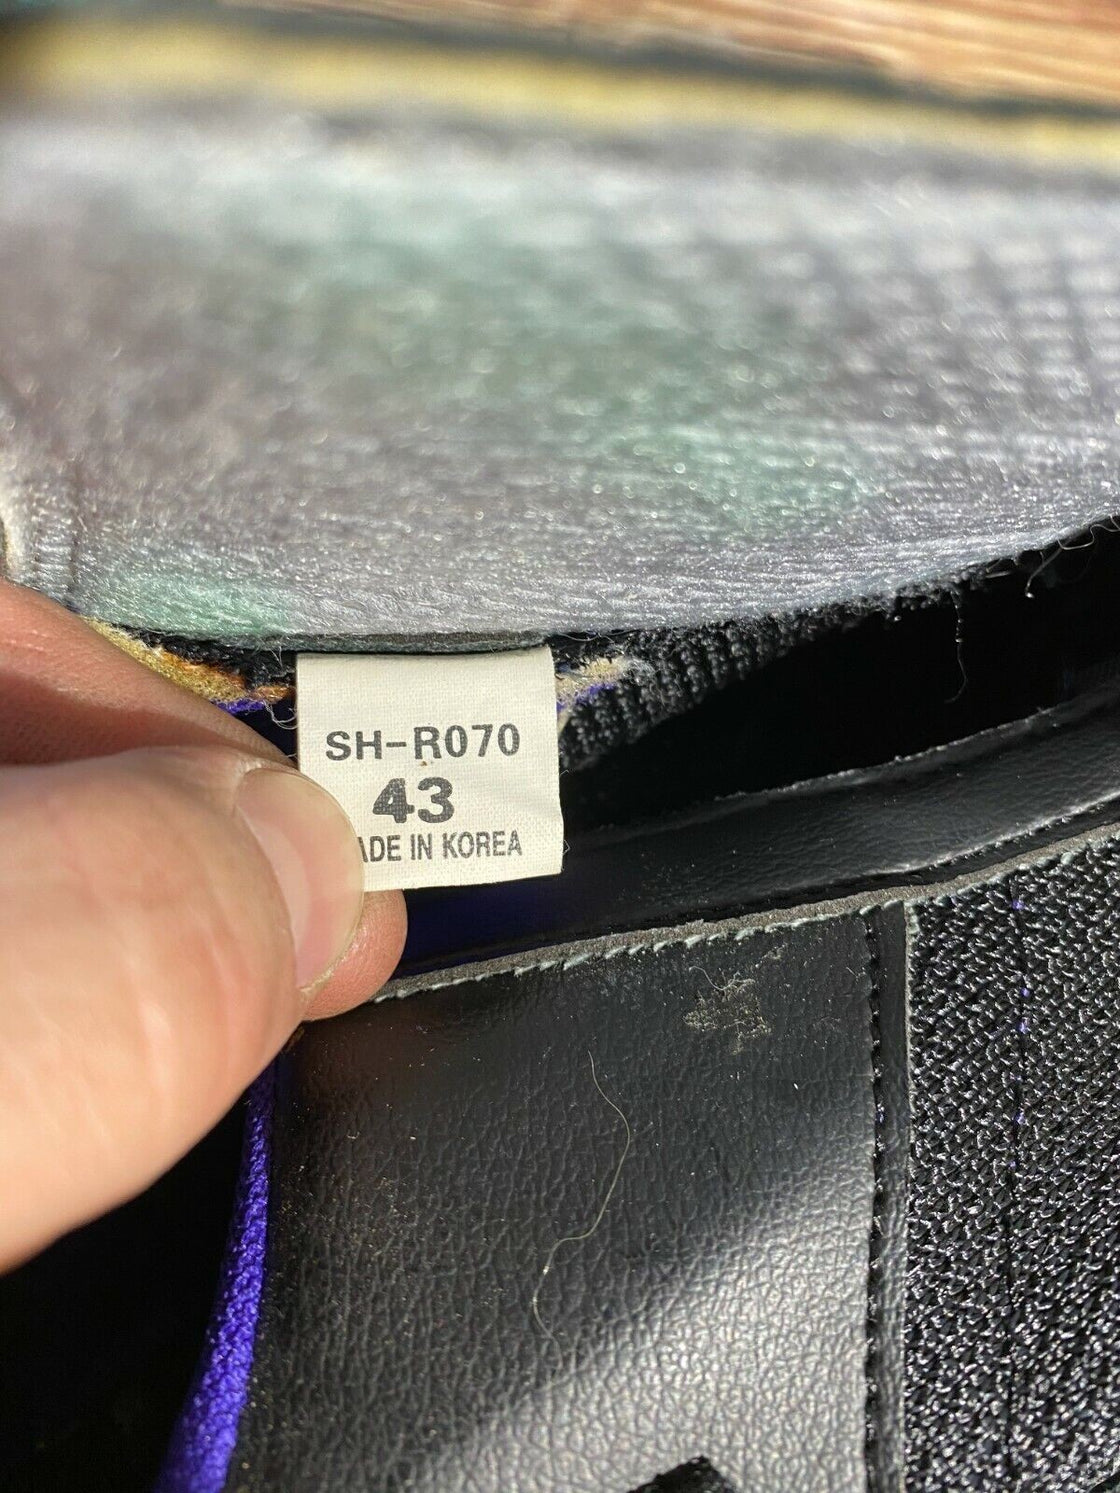 SH-R070
43
ADE IN KOREA